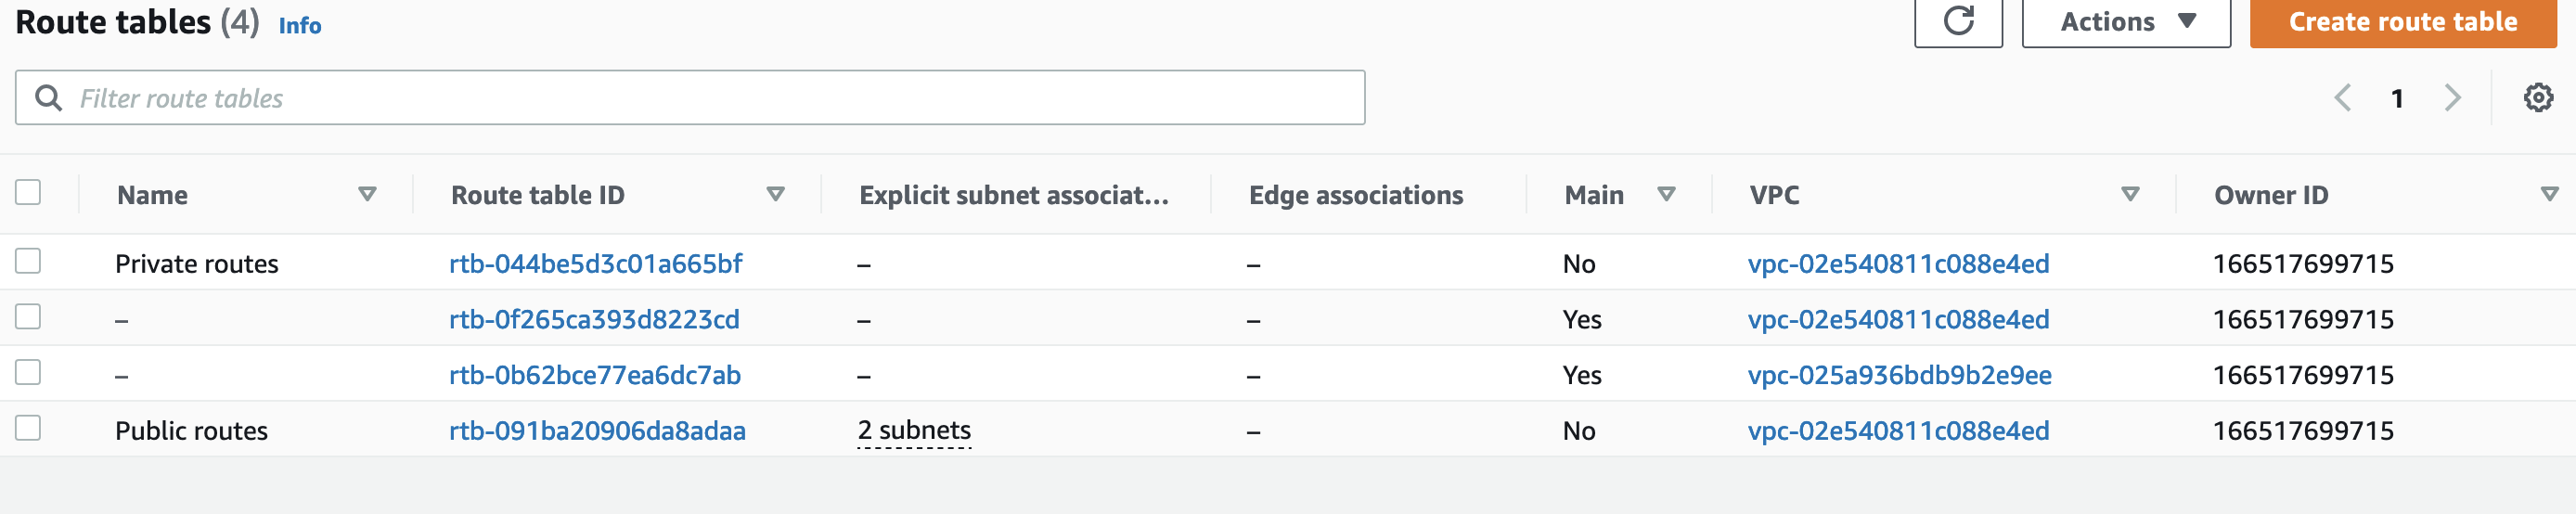 Route tables (4) Info
Actions
Create route table
Filter route tables
1
Name Route table ID Explicit subnet associat... Edge associations Main VPC Owner ID
Private routes rtb-044be5d3c01a665bf – – No vpc-02e540811c088e4ed 166517699715
– rtb-0f265ca393d8223cd – – Yes vpc-02e540811c088e4ed 166517699715
– rtb-0b62bce77ea6dc7ab – – Yes vpc-025a936bdb9b2e9ee 166517699715
Public routes rtb-091ba20906da8adaa 2 subnets – No vpc-02e540811c088e4ed 166517699715